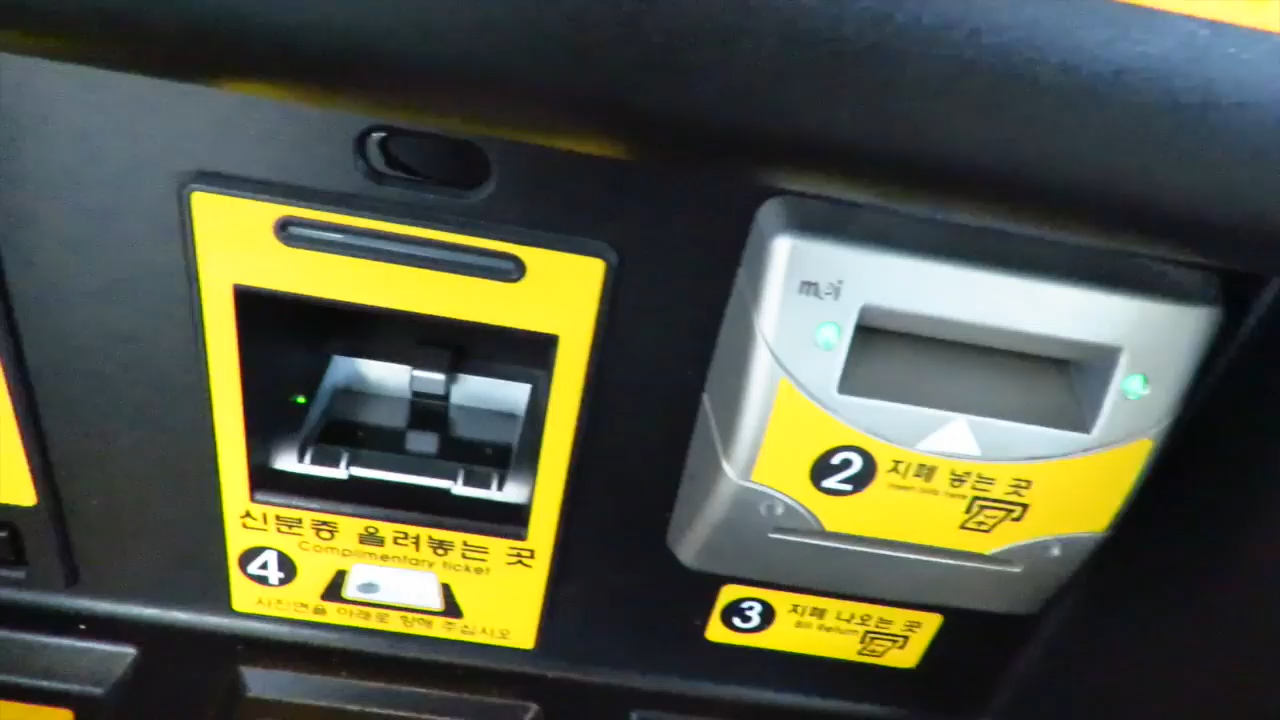 신분증 올려놓는 곳
Complimentary ticket
4
사진면을 아래로 향해 주십시오
2
지폐 넣는 곳
Insert bills here
3
지폐 나오는 곳
Bill Return